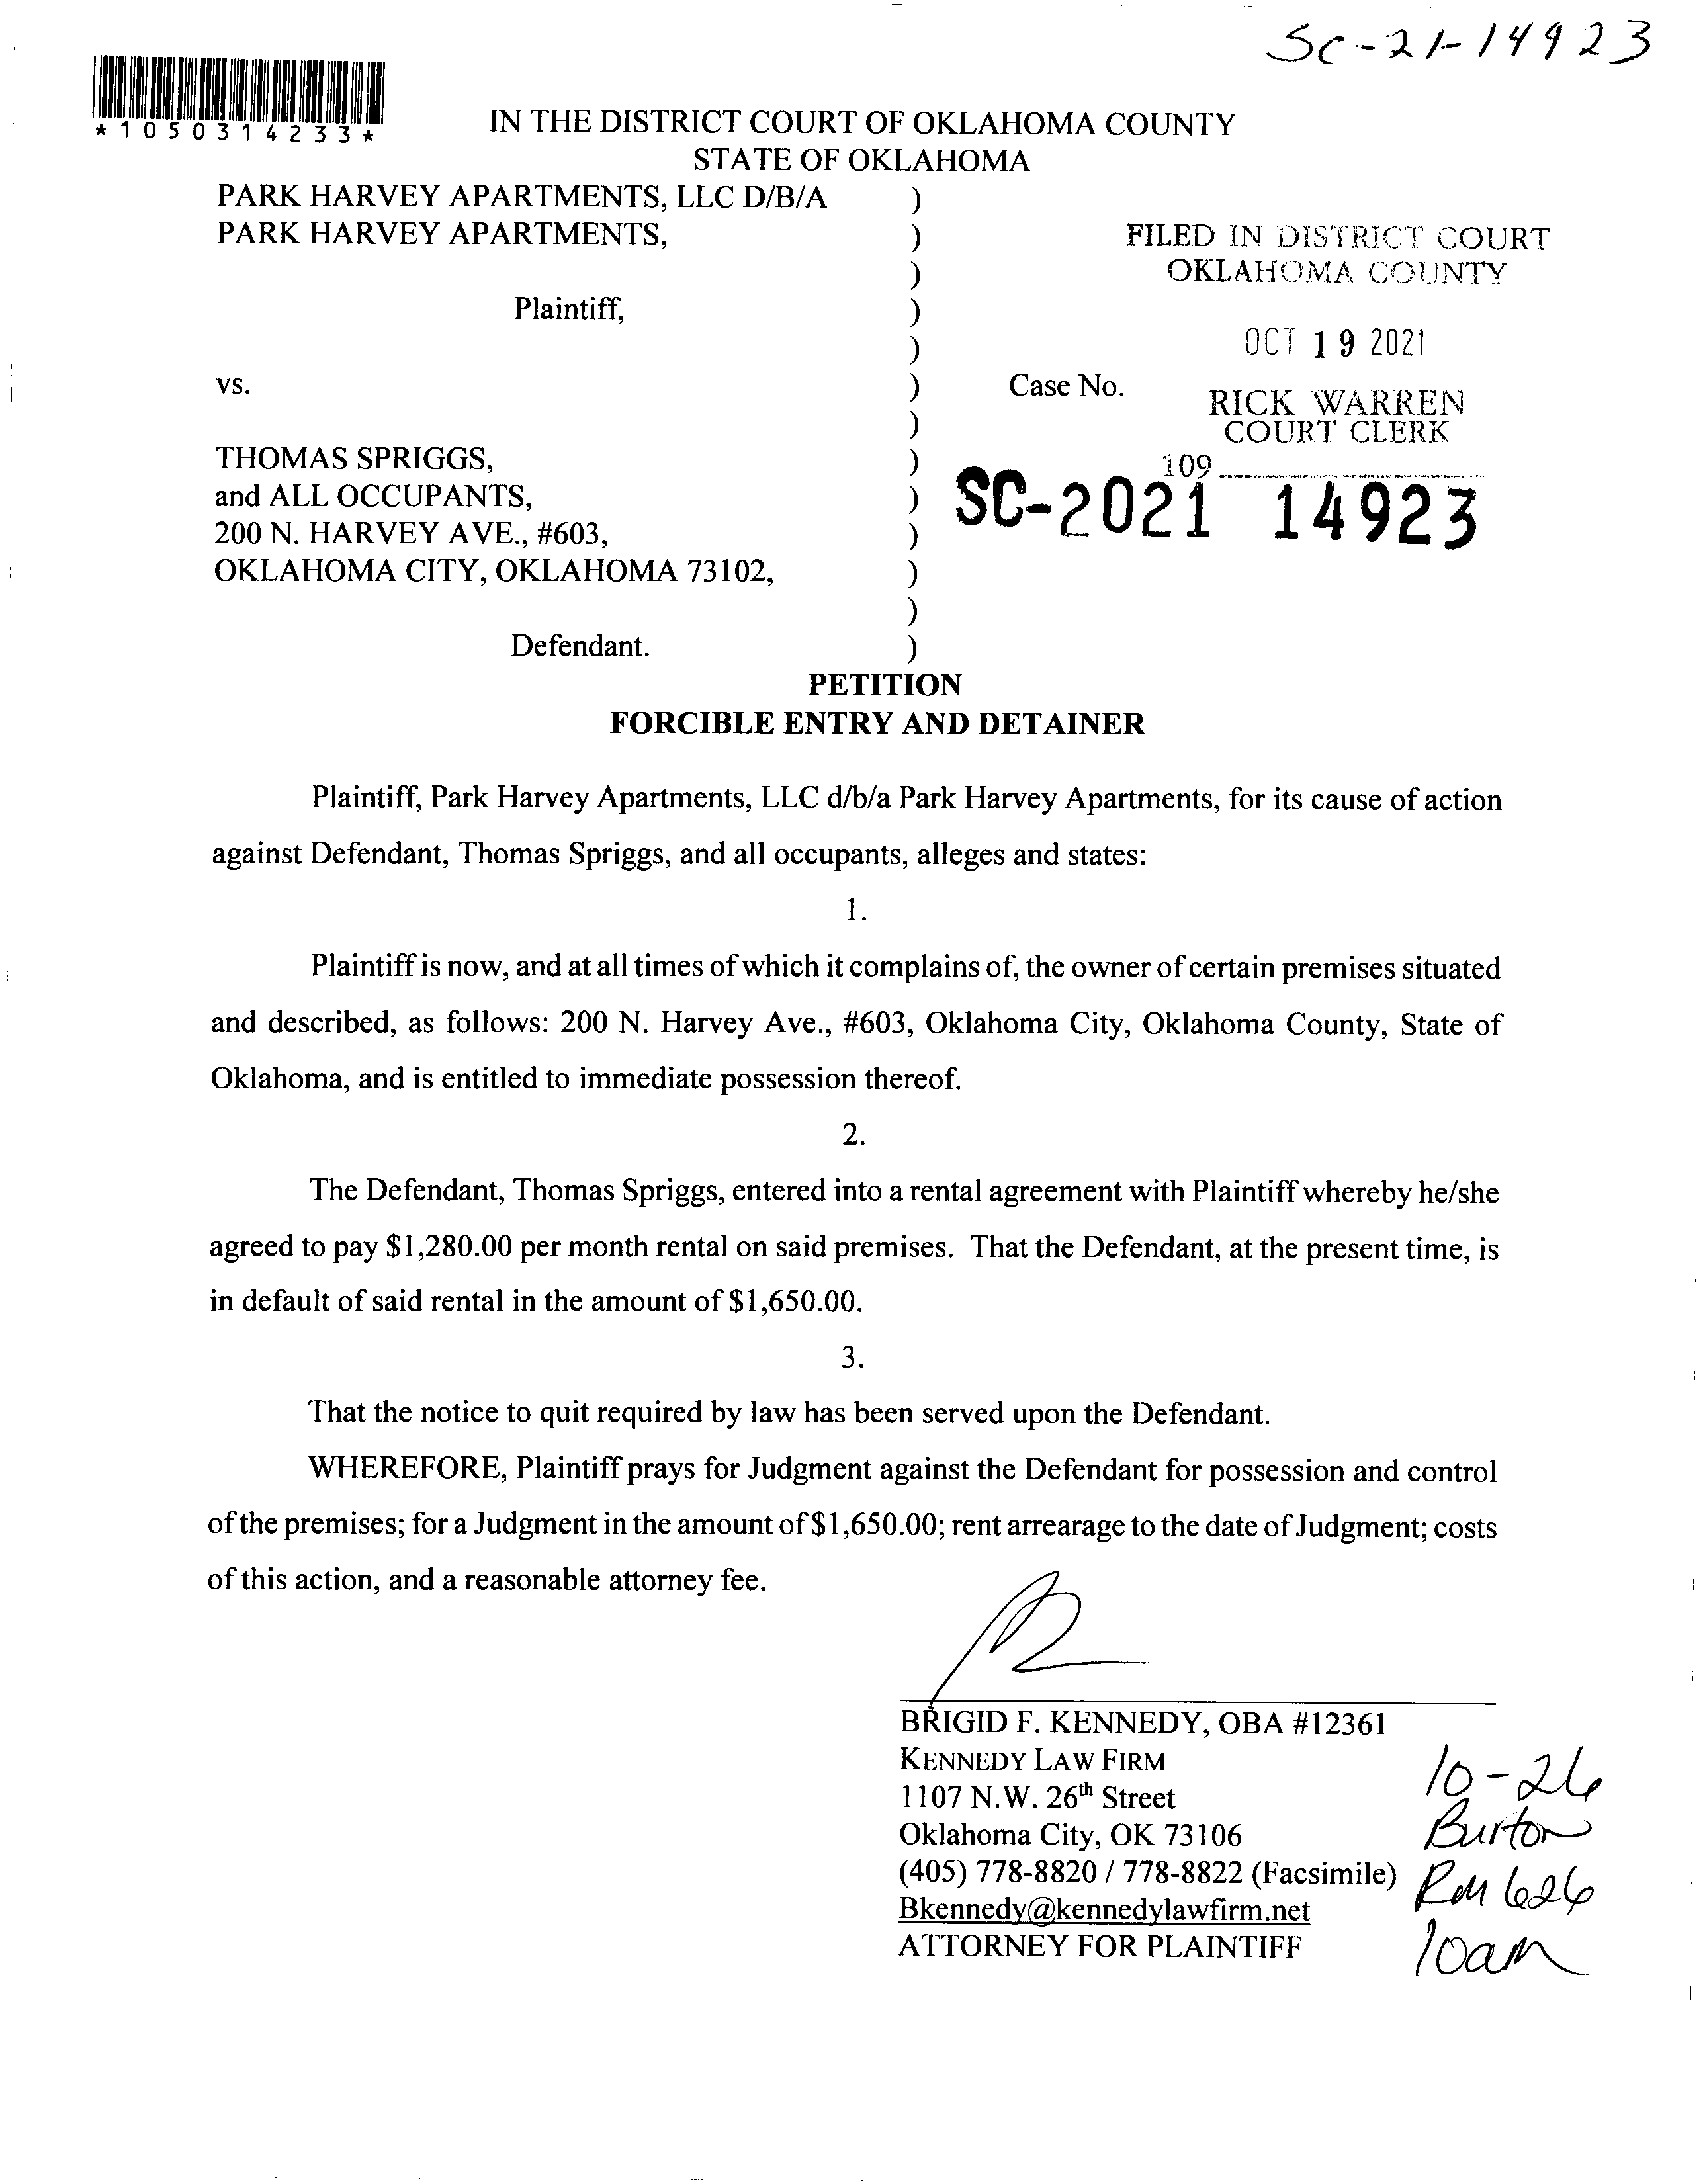 SC-21-14923
*1050314233*
IN THE DISTRICT COURT OF OKLAHOMA COUNTY
STATE OF OKLAHOMA
PARK HARVEY APARTMENTS, LLC D/B/A )
PARK HARVEY APARTMENTS, )
FILED IN DISTRICT COURT
OKLAHOMA COUNTY
)
Plaintiff, )
)
OCT 19 2021
vs. ) Case No.
RICK WARREN
COURT CLERK
)
THOMAS SPRIGGS, )
109
and ALL OCCUPANTS, )
SC-2021 14923
200 N. HARVEY AVE., #603, )
OKLAHOMA CITY, OKLAHOMA 73102, )
)
Defendant. )
PETITION
FORCIBLE ENTRY AND DETAINER
Plaintiff, Park Harvey Apartments, LLC d/b/a Park Harvey Apartments, for its cause of action
against Defendant, Thomas Spriggs, and all occupants, alleges and states:
1.
Plaintiff is now, and at all times of which it complains of, the owner of certain premises situated
and described, as follows: 200 N. Harvey Ave., #603, Oklahoma City, Oklahoma County, State of
Oklahoma, and is entitled to immediate possession thereof.
2.
The Defendant, Thomas Spriggs, entered into a rental agreement with Plaintiff whereby he/she
agreed to pay $1,280.00 per month rental on said premises. That the Defendant, at the present time, is
in default of said rental in the amount of $1,650.00.
3.
That the notice to quit required by law has been served upon the Defendant.
WHEREFORE, Plaintiff prays for Judgment against the Defendant for possession and control
of the premises; for a Judgment in the amount of $1,650.00; rent arrearage to the date of Judgment; costs
of this action, and a reasonable attorney fee.
BRIGID F. KENNEDY, OBA #12361
KENNEDY LAW FIRM
1107 N.W. 26th Street
Oklahoma City, OK 73106
(405) 778-8820 / 778-8822 (Facsimile)
Bkennedy@kennedylawfirm.net
ATTORNEY FOR PLAINTIFF
10-26
Burton
RM 626
10am